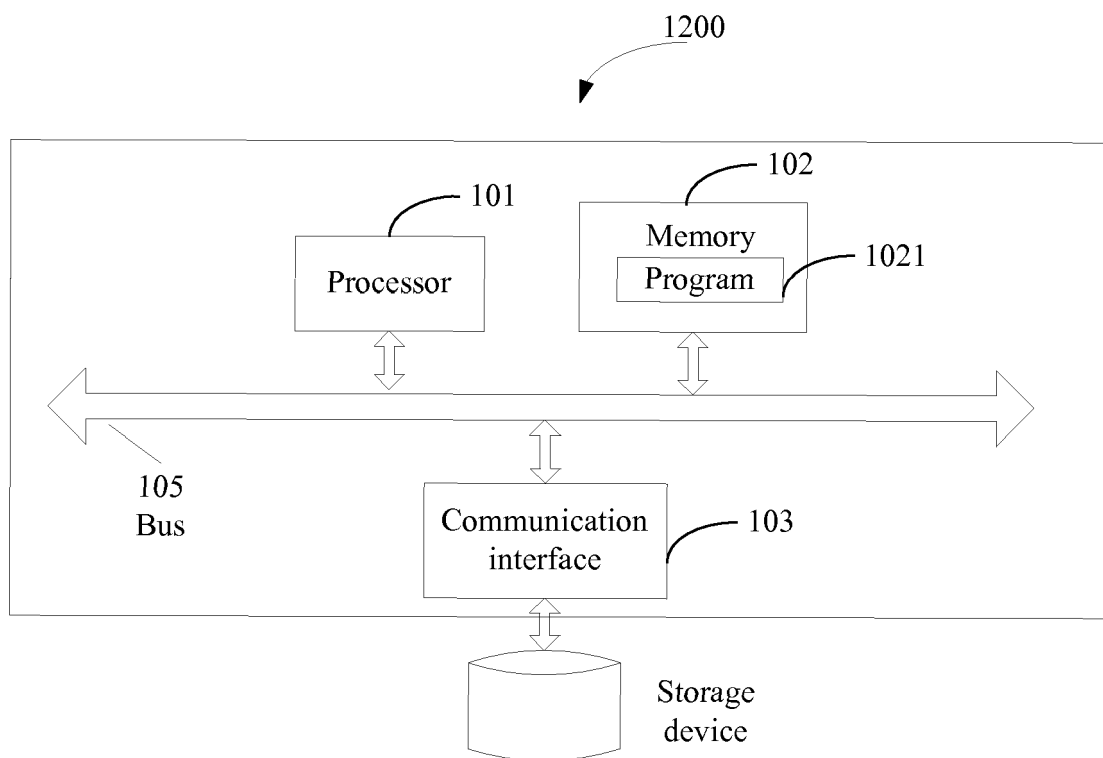 1200
102
101
Memory
1021
Program
Processor
105
Bus
Communication
interface
103
Storage
device